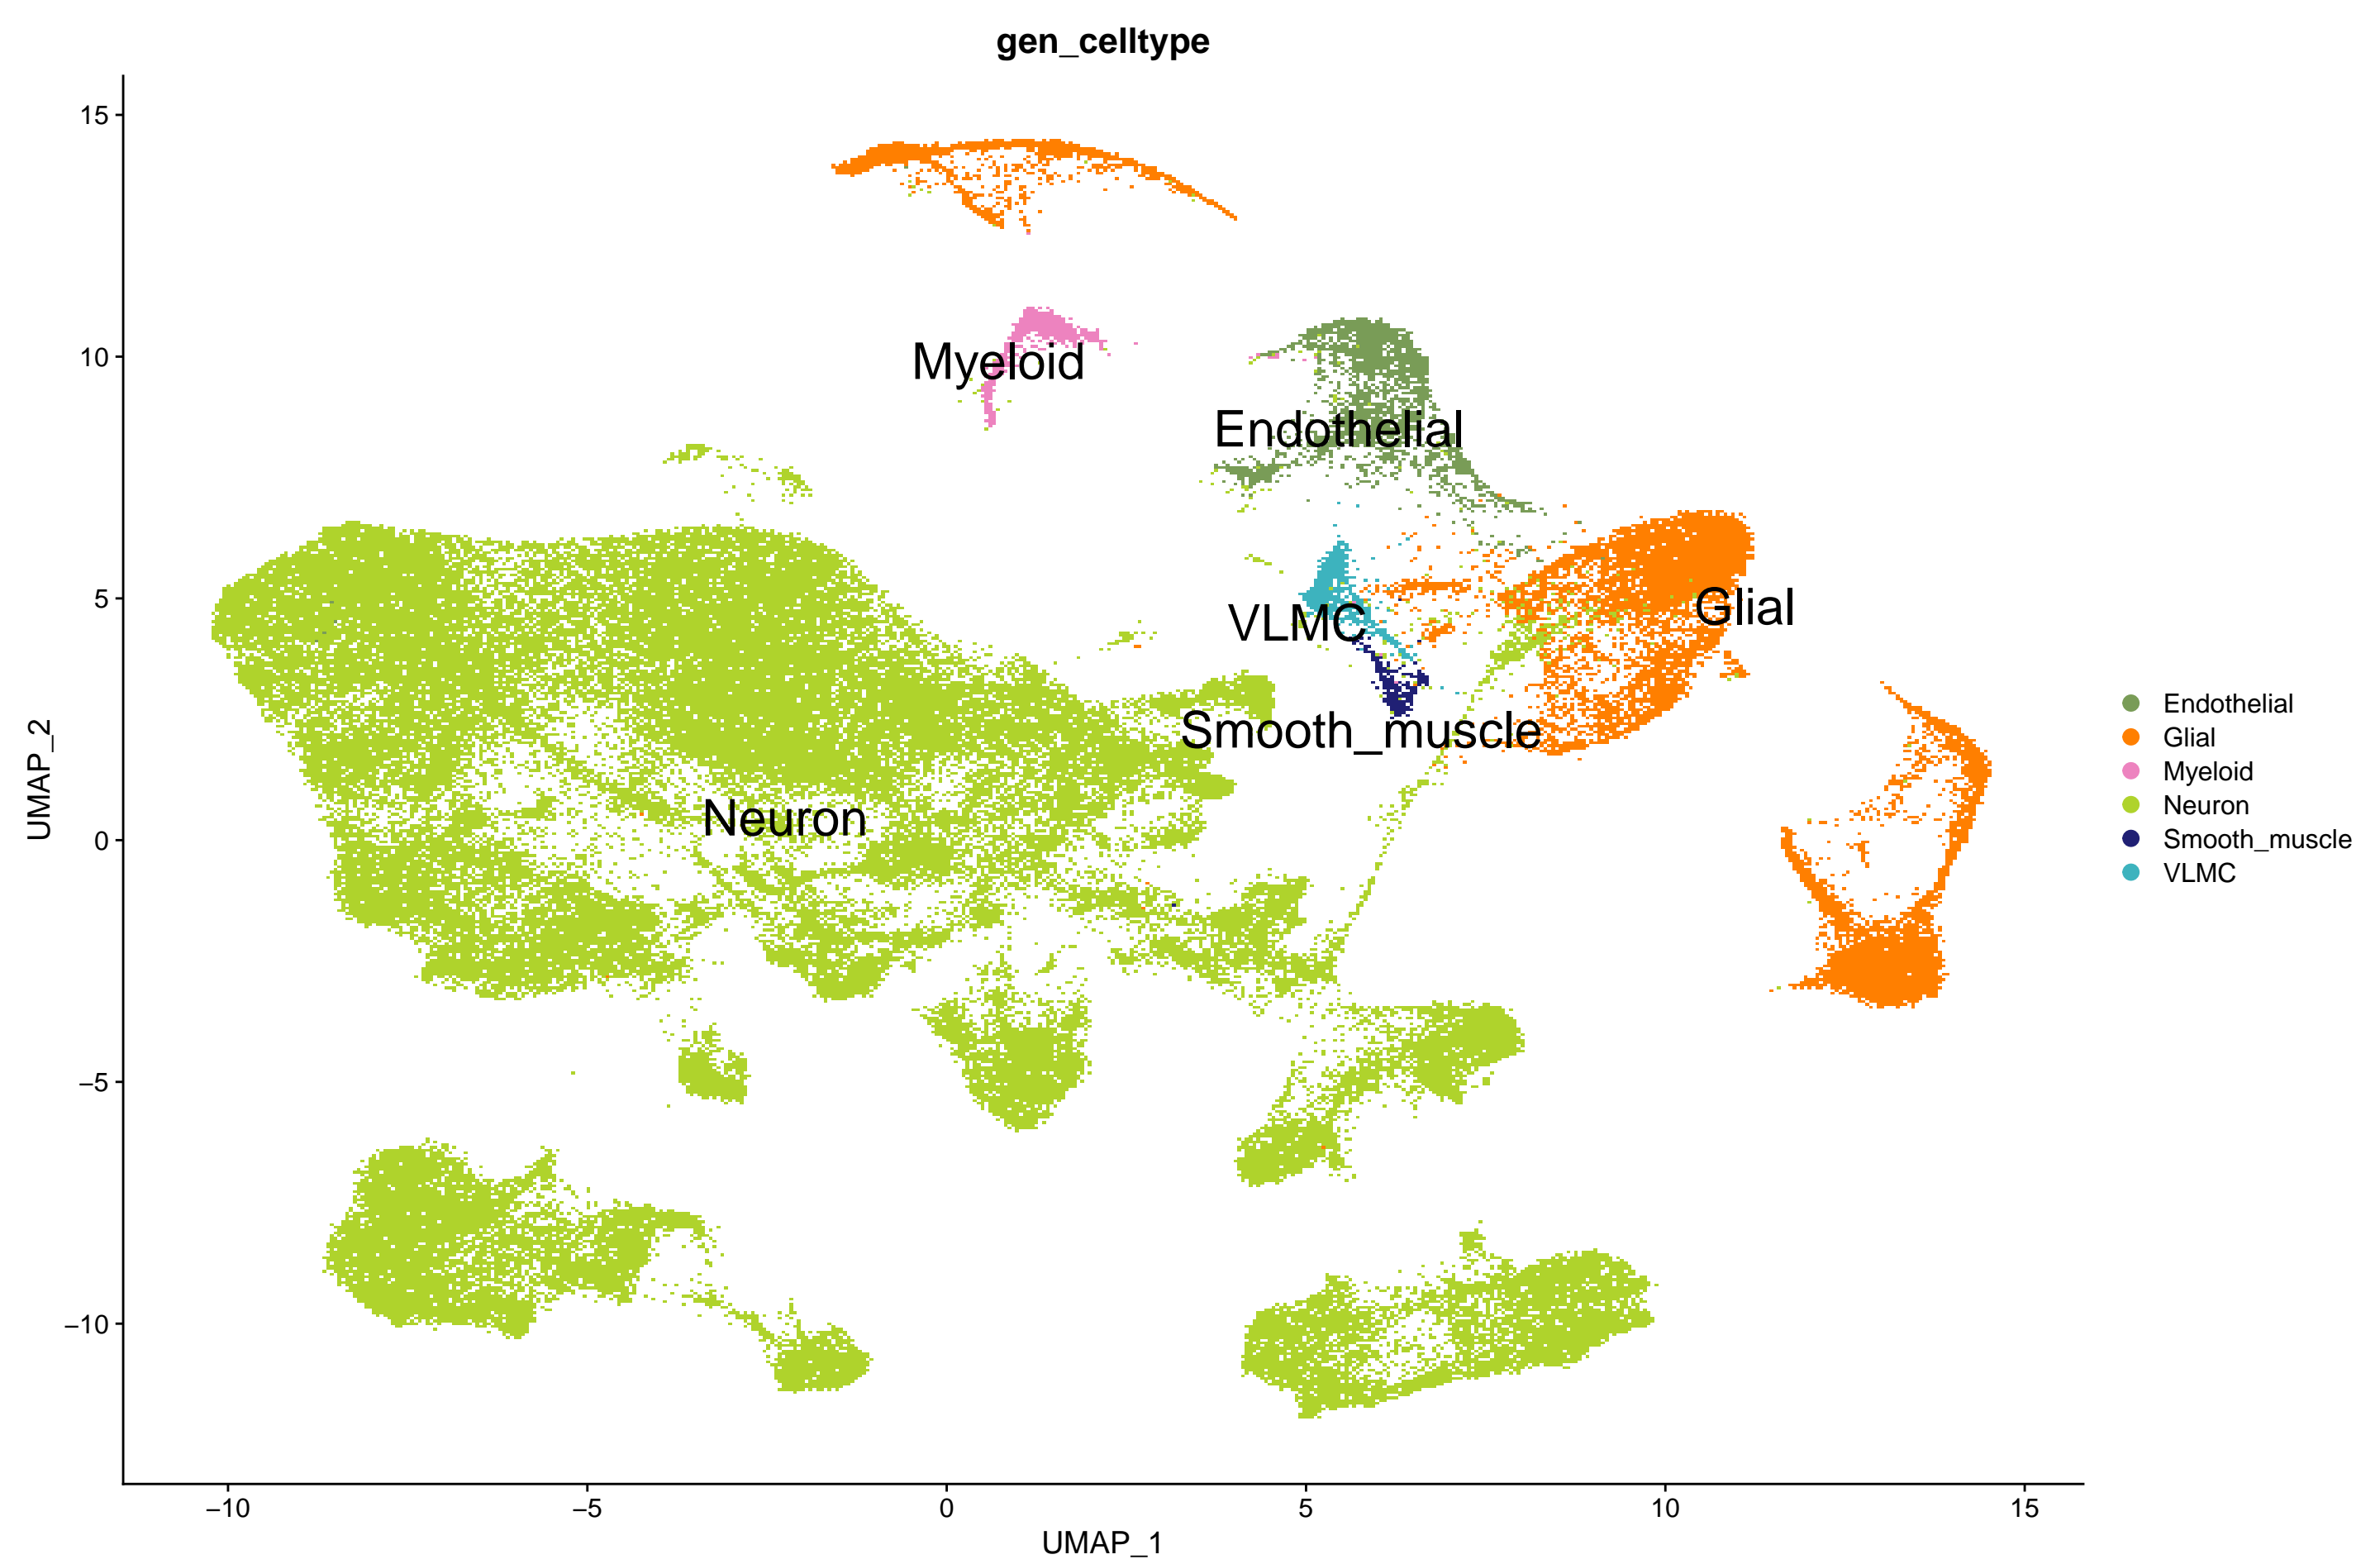 gen_celltype
15
10
5
0
−5
−10
UMAP_2
Myeloid
Endothelial
VLMC
Glial
Smooth_muscle
Neuron
Endothelial
Glial
Myeloid
Neuron
Smooth_muscle
VLMC
−10 −5 0 5 10 15
UMAP_1